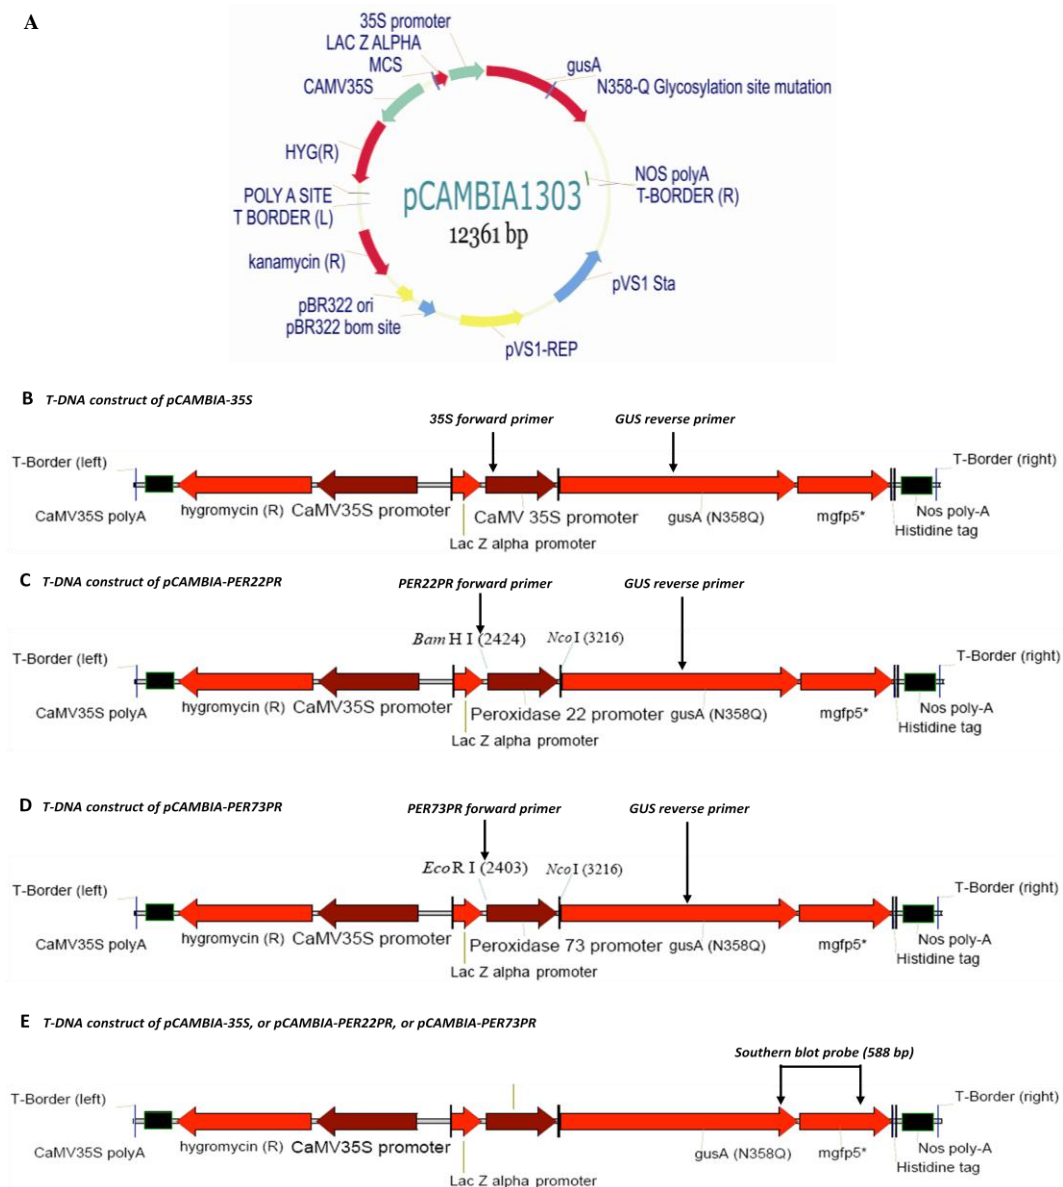 A
35S promoter
LAC Z ALPHA
MCS
CAMV35S
gusA
N358-Q Glycosylation site mutation
HYG(R)
NOS polyA
T-BORDER (R)
POLY A SITE
T BORDER (L)
pCAMBIA1303
12361 bp
kanamycin (R)
pVS1 Sta
pBR322 ori
pBR322 bom site
pVS1-REP
B T-DNA construct of pCAMBIA-35S
35S forward primer
GUS reverse primer
T-Border (left)
T-Border (right)
CaMV35S polyA
hygromycin (R)
CaMV35S promoter
CaMV 35S promoter
gusA (N358Q)
mgfp5*
Nos poly-A
Histidine tag
Lac Z alpha promoter
C T-DNA construct of pCAMBIA-PER22PR
PER22PR forward primer
GUS reverse primer
BamH I (2424)
NcoI (3216)
T-Border (left)
T-Border (right)
CaMV35S polyA
hygromycin (R)
CaMV35S promoter
Peroxidase 22 promoter
gusA (N358Q)
mgfp5*
Nos poly-A
Histidine tag
Lac Z alpha promoter
D T-DNA construct of pCAMBIA-PER73PR
PER73PR forward primer
GUS reverse primer
EcoR I (2403)
NcoI (3216)
T-Border (left)
T-Border (right)
CaMV35S polyA
hygromycin (R)
CaMV35S promoter
Peroxidase 73 promoter
gusA (N358Q)
mgfp5*
Nos poly-A
Histidine tag
Lac Z alpha promoter
E T-DNA construct of pCAMBIA-35S, or pCAMBIA-PER22PR, or pCAMBIA-PER73PR
Southern blot probe (588 bp)
T-Border (left)
T-Border (right)
CaMV35S polyA
hygromycin (R)
CaMV35S promoter
gusA (N358Q)
mgfp5*
Nos poly-A
Histidine tag
Lac Z alpha promoter